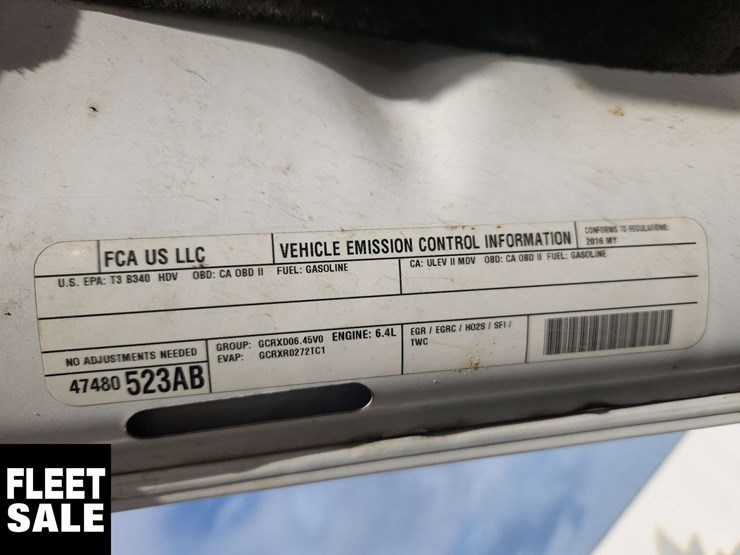 FCA US LLC
VEHICLE EMISSION CONTROL INFORMATION
CONFORMS TO REGULATIONS:
2016 MY
U.S. EPA: T3 B340 HDV OBD: CA OBD II FUEL: GASOLINE
CA: ULEV II MDV OBD: CA OBD II FUEL: GASOLINE
NO ADJUSTMENTS NEEDED
47480 523AB
GROUP: GCRXD06.45V0 ENGINE: 6.4L
EVAP: GCRXR0272TC1
EGR / EGRC / HO2S / SFI /
TWC
FLEET
SALE